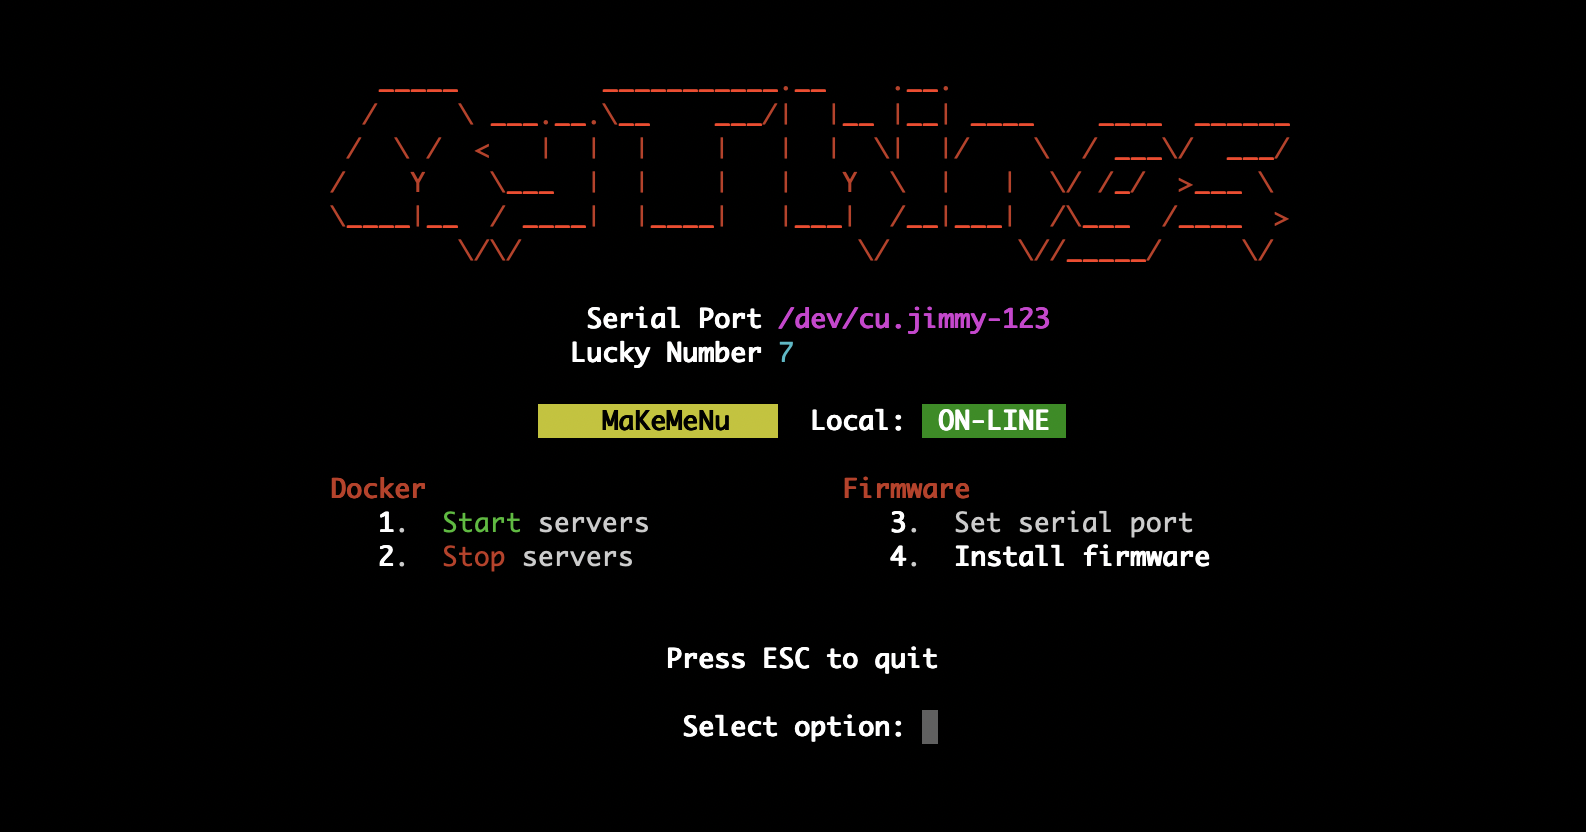 MyThings
Serial Port /dev/cu.jimmy-123
Lucky Number 7
MaKeMeNu Local: ON-LINE
Docker
1. Start servers
2. Stop servers
Firmware
3. Set serial port
4. Install firmware
Press ESC to quit
Select option: